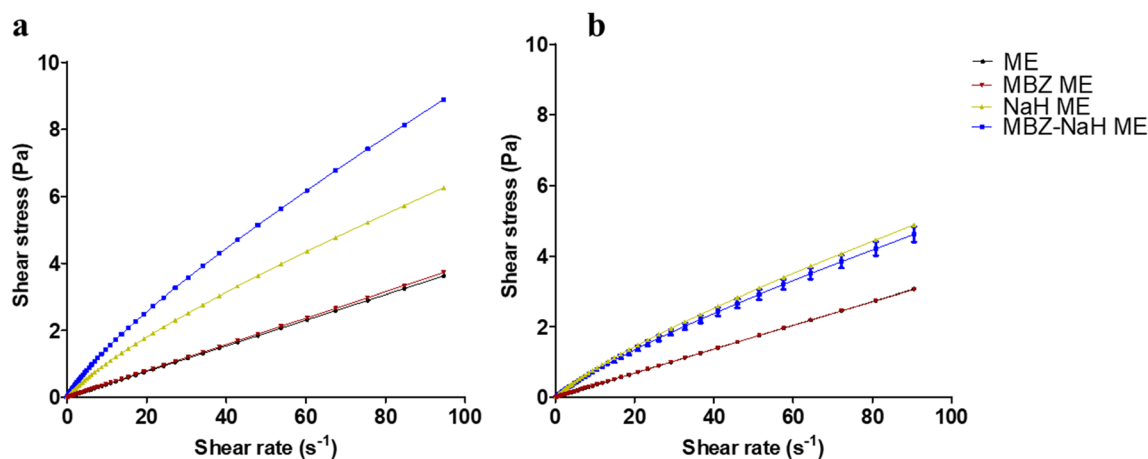 a
10
8
6
4
2
0
Shear stress (Pa)
0 20 40 60 80 100
Shear rate (s⁻¹)
b
10
8
6
4
2
0
Shear stress (Pa)
0 20 40 60 80 100
Shear rate (s⁻¹)
ME
MBZ ME
NaH ME
MBZ-NaH ME